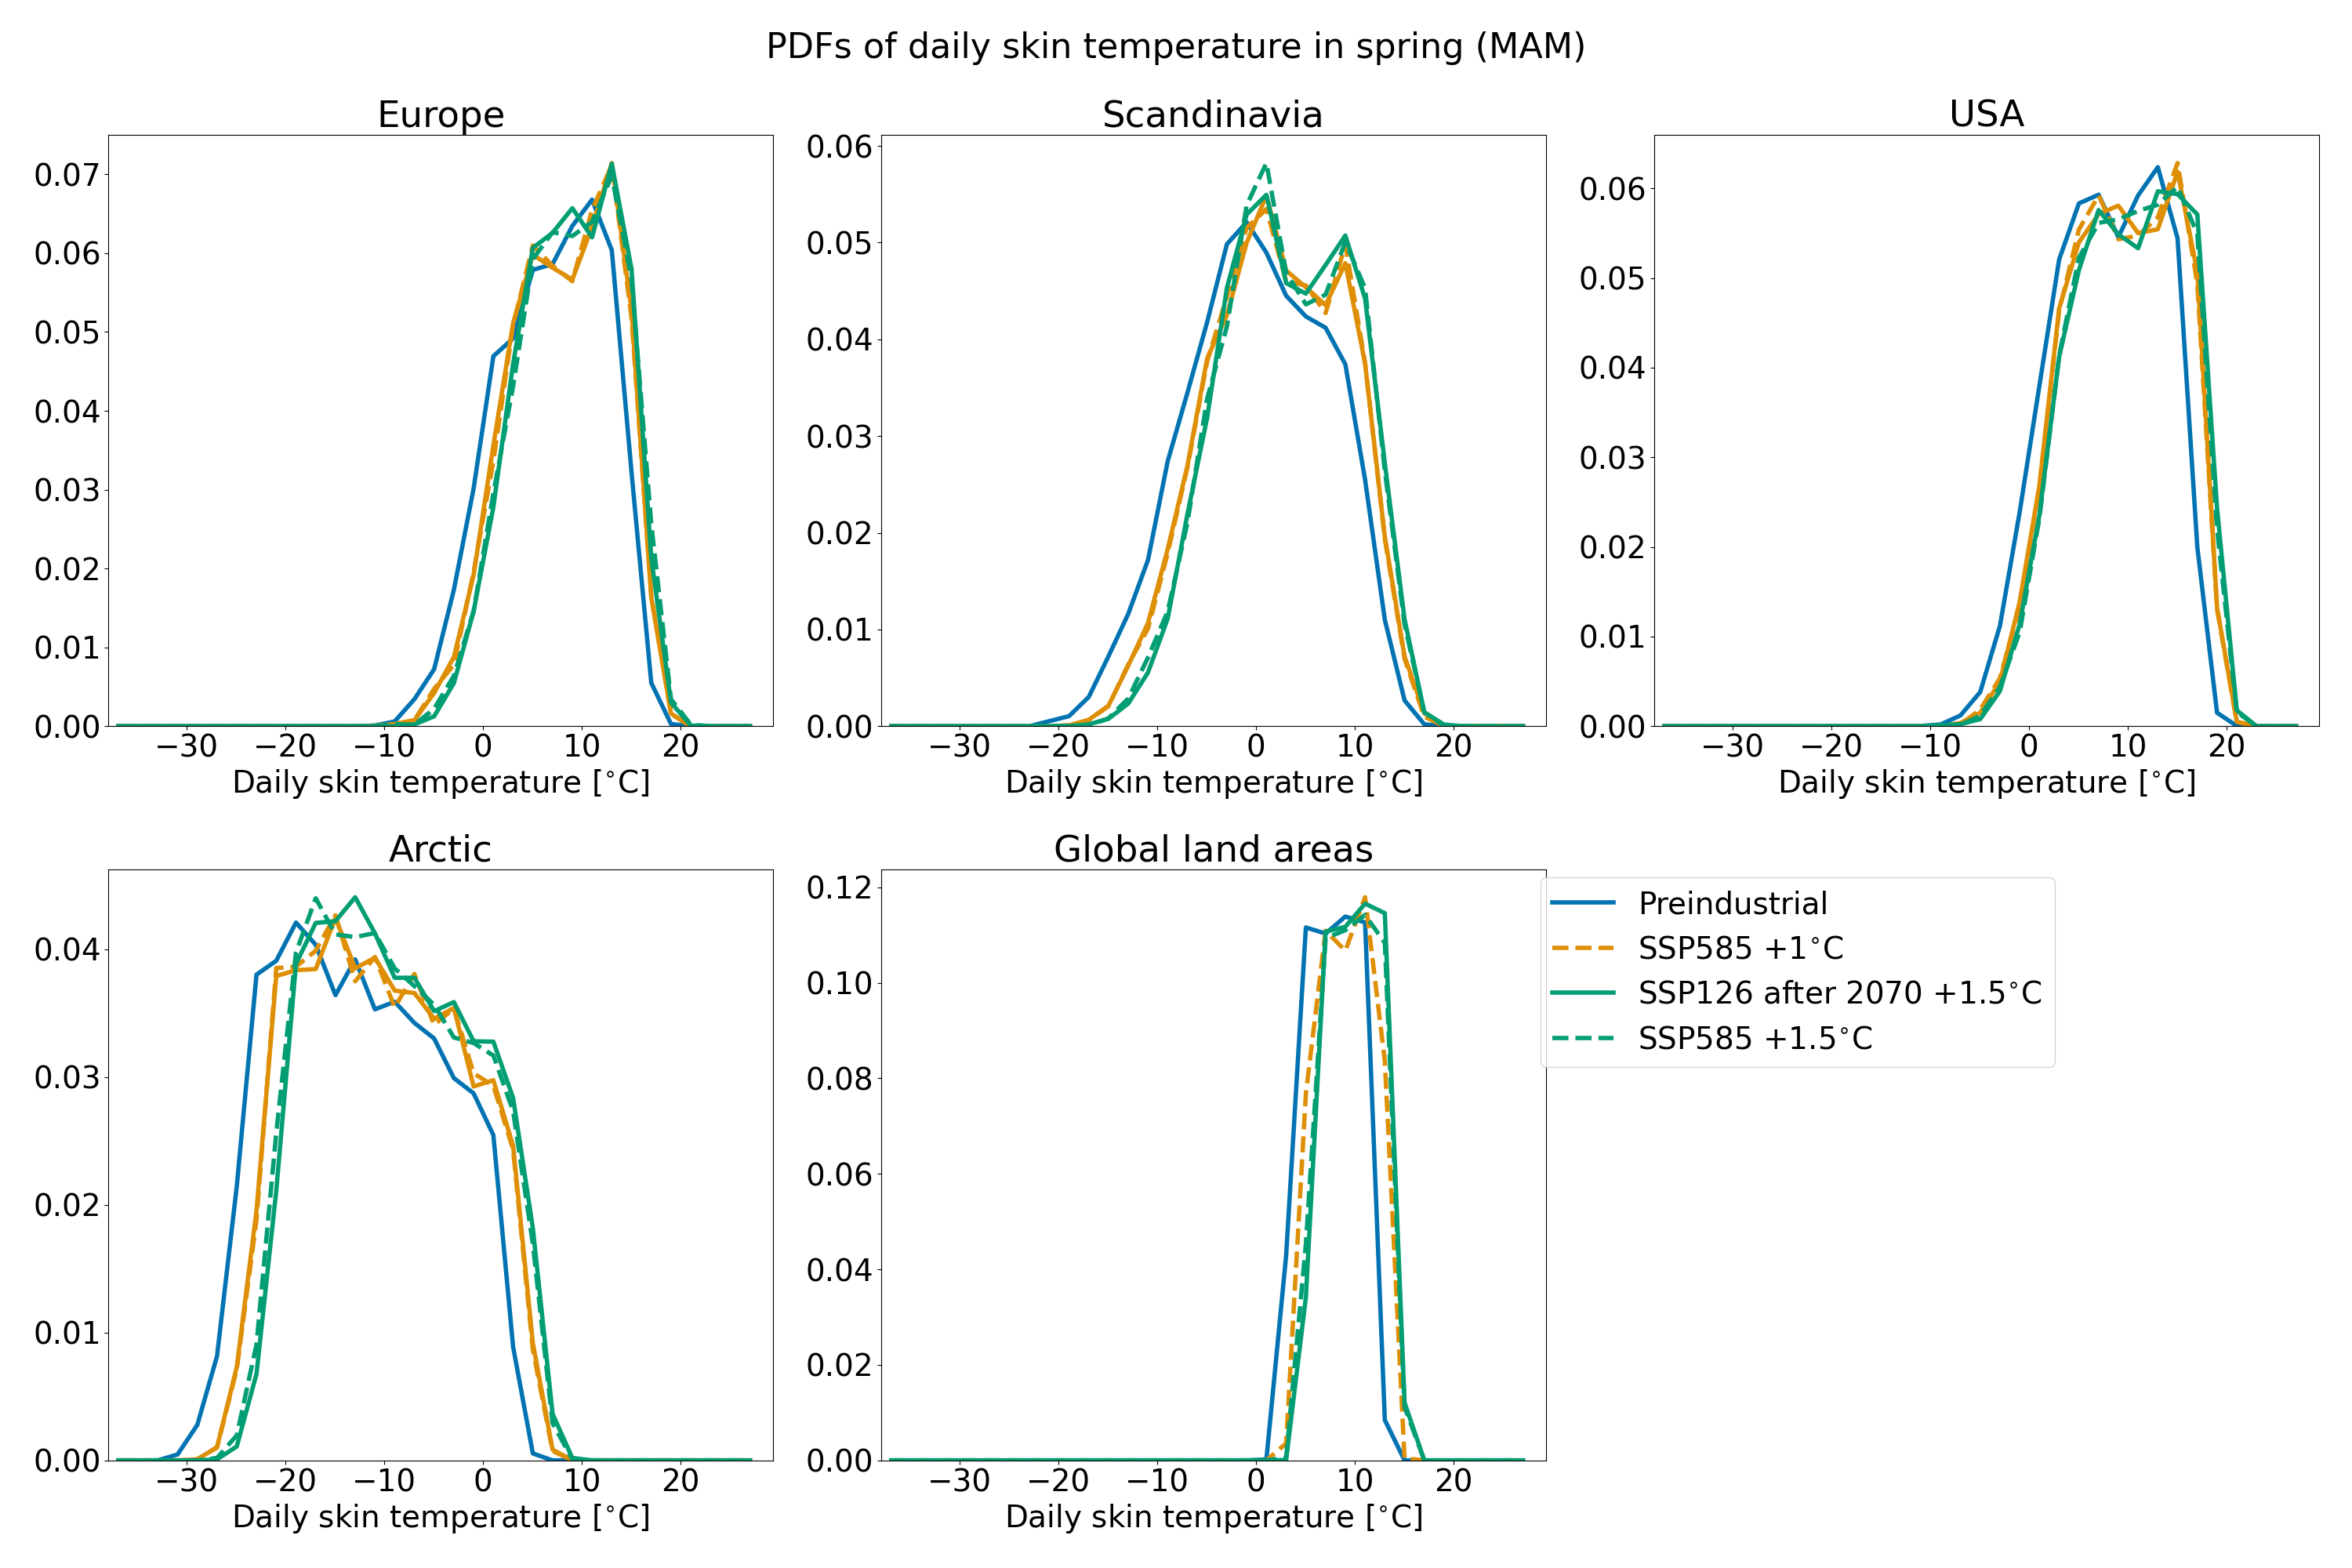 PDFs of daily skin temperature in spring (MAM)
Europe
0.07
0.06
0.05
0.04
0.03
0.02
0.01
0.00
−30 −20 −10 0 10 20
Daily skin temperature [°C]
Scandinavia
0.06
0.05
0.04
0.03
0.02
0.01
0.00
−30 −20 −10 0 10 20
Daily skin temperature [°C]
USA
0.06
0.05
0.04
0.03
0.02
0.01
0.00
−30 −20 −10 0 10 20
Daily skin temperature [°C]
Arctic
0.04
0.03
0.02
0.01
0.00
−30 −20 −10 0 10 20
Daily skin temperature [°C]
Global land areas
0.12
0.10
0.08
0.06
0.04
0.02
0.00
−30 −20 −10 0 10 20
Daily skin temperature [°C]
Preindustrial
SSP585 +1°C
SSP126 after 2070 +1.5°C
SSP585 +1.5°C